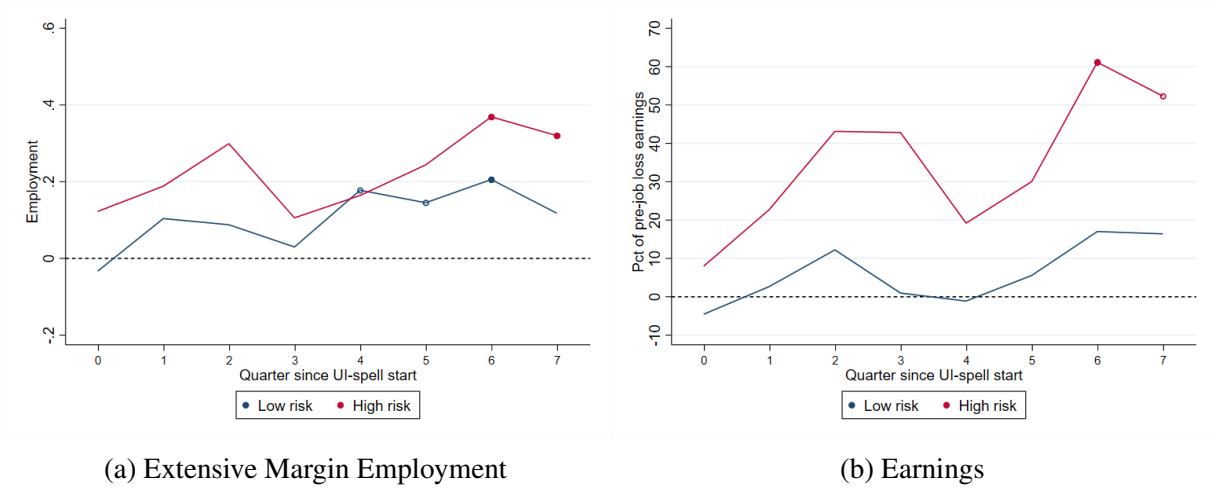 .6
.4
.2
0
-.2
Employment
0 1 2 3 4 5 6 7
Quarter since UI-spell start
Low risk High risk
(a) Extensive Margin Employment
70
60
50
40
30
20
10
0
-10
Pct of pre-job loss earnings
0 1 2 3 4 5 6 7
Quarter since UI-spell start
Low risk High risk
(b) Earnings